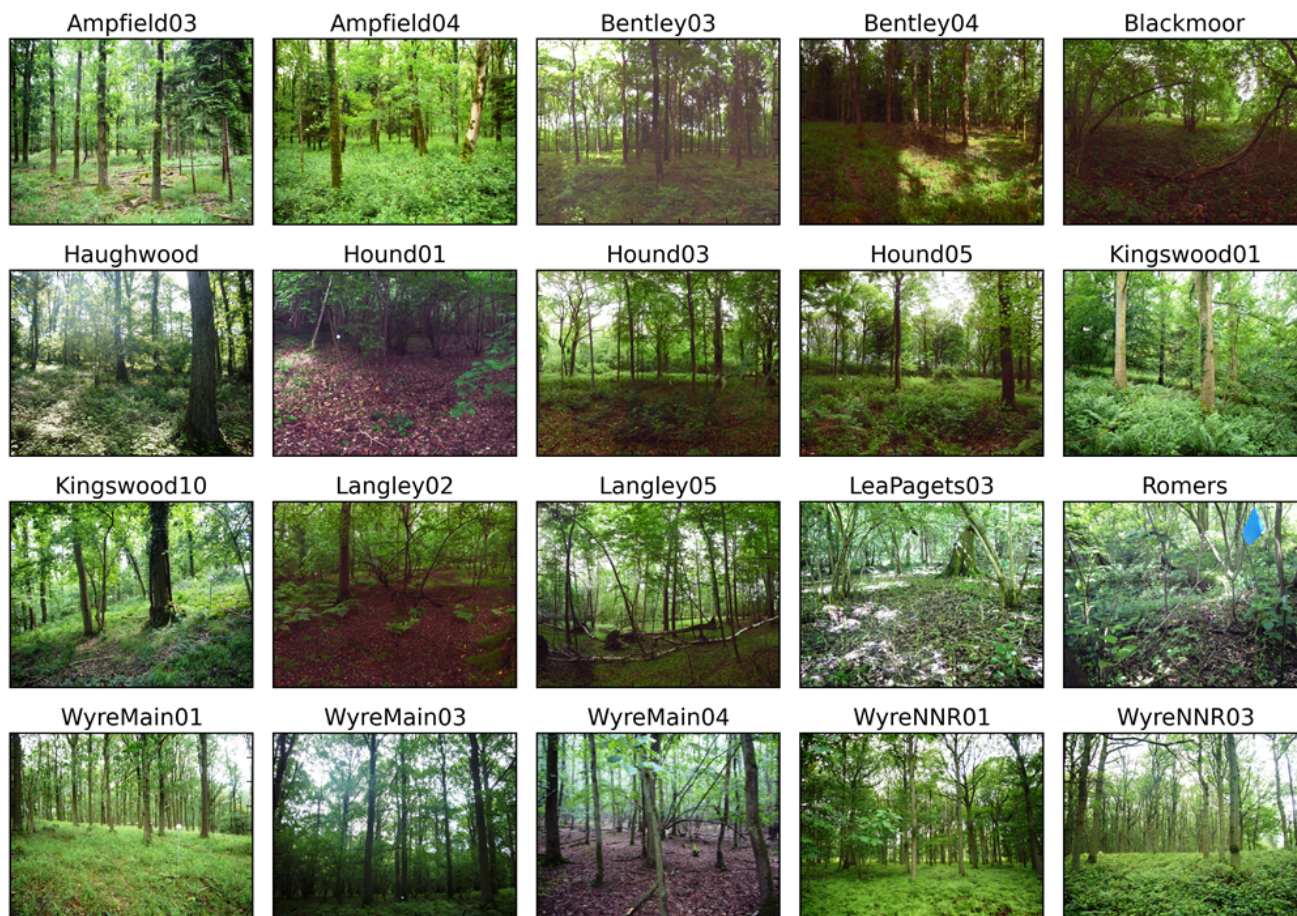 Ampfield03 Ampfield04 Bentley03 Bentley04 Blackmoor
Haughwood Hound01 Hound03 Hound05 Kingswood01
Kingswood10 Langley02 Langley05 LeaPagets03 Romers
WyreMain01 WyreMain03 WyreMain04 WyreNNR01 WyreNNR03